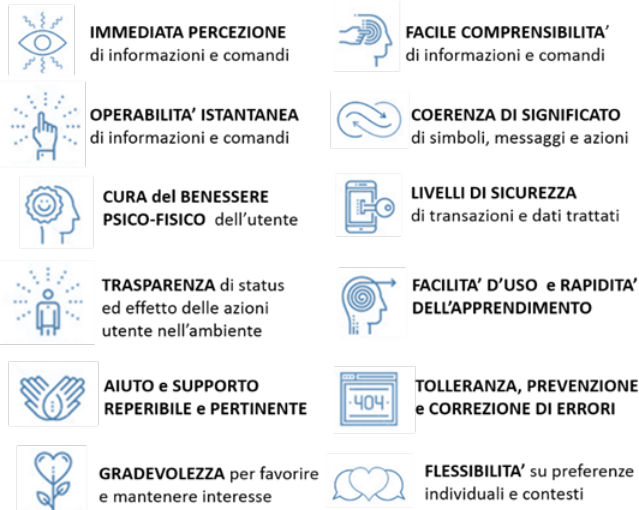 IMMEDIATA PERCEZIONE
di informazioni e comandi
FACILE COMPRENSIBILITA’
di informazioni e comandi
OPERABILITA’ ISTANTANEA
di informazioni e comandi
COERENZA DI SIGNIFICATO
di simboli, messaggi e azioni
CURA del BENESSERE
PSICO-FISICO dell’utente
LIVELLI DI SICUREZZA
di transazioni e dati trattati
TRASPARENZA di status
ed effetto delle azioni
utente nell’ambiente
FACILITA’ D’USO e RAPIDITA’
DELL’APPRENDIMENTO
AIUTO e SUPPORTO
REPERIBILE e PERTINENTE
404
TOLLERANZA, PREVENZIONE
e CORREZIONE DI ERRORI
GRADEVOLEZZA per favorire
e mantenere interesse
FLESSIBILITA’ su preferenze
individuali e contesti